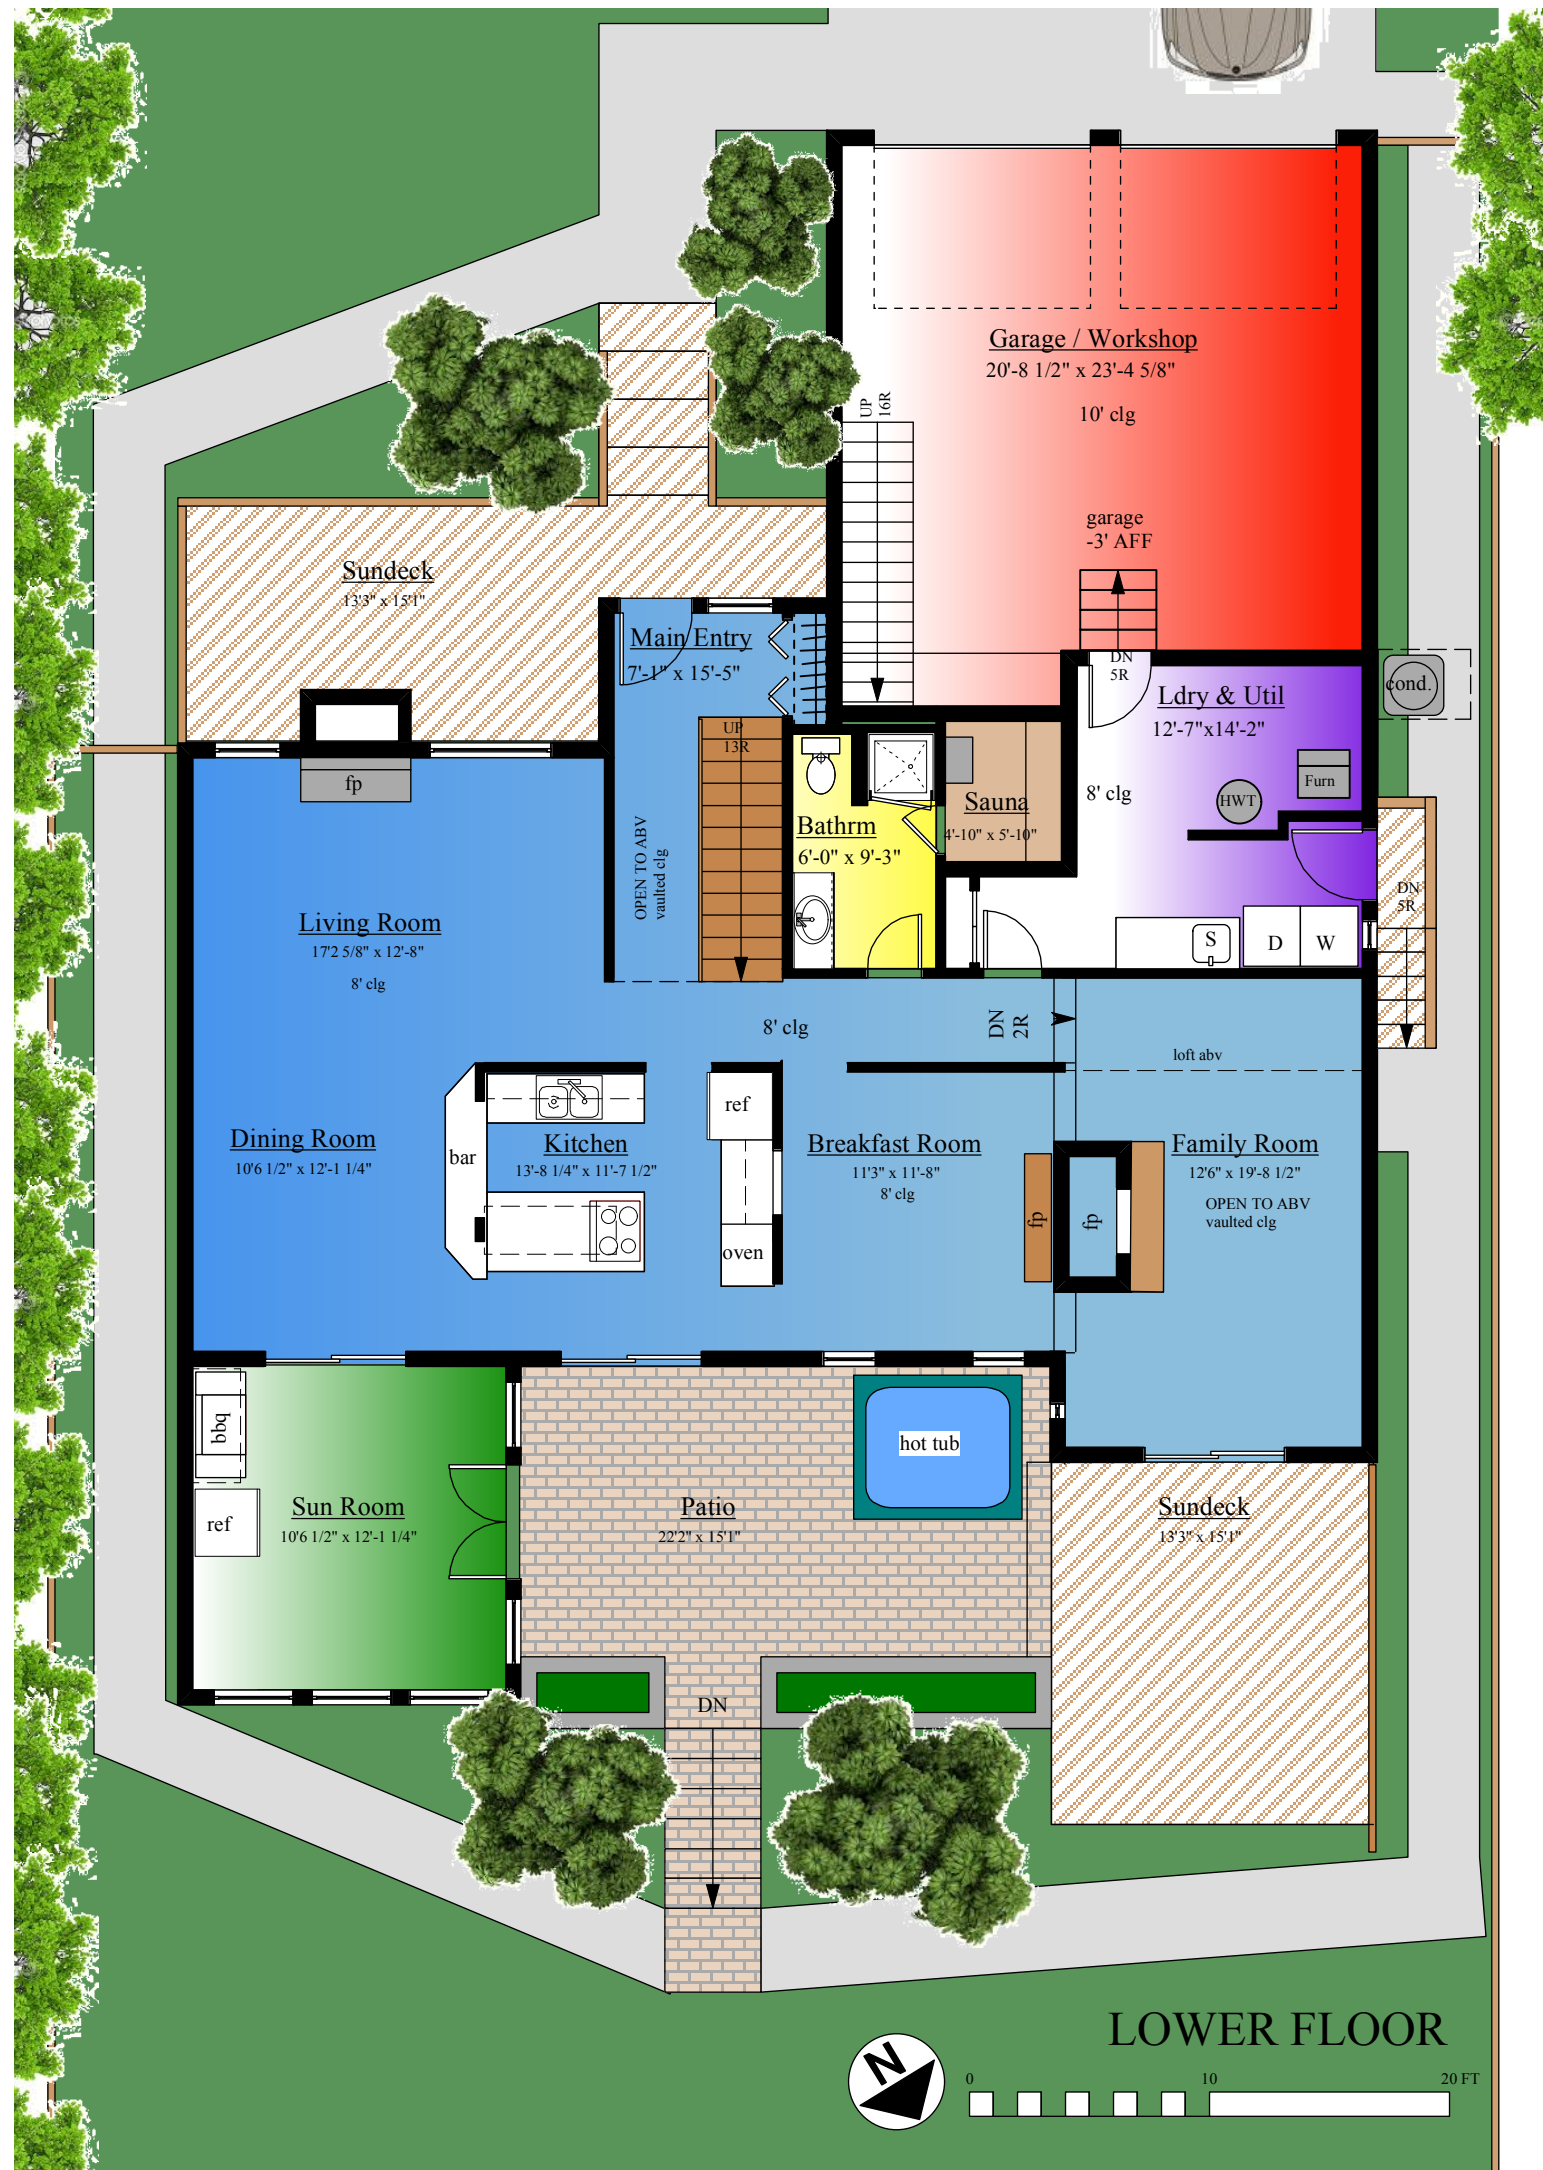 Garage / Workshop
20'-8 1/2" x 23'-4 5/8"
10' clg
UP
16R
garage
-3' AFF
Sundeck
13'3" x 15'1"
Main Entry
7'-1" x 15'-5"
DN
5R
Ldry & Util
12'-7"x14'-2"
cond.
UP
13R
fp
8' clg
HWT
Furn
Sauna
4'-10" x 5'-10"
Bathrm
6'-0" x 9'-3"
OPEN TO ABV
vaulted clg
DN
5R
Living Room
17'2 5/8" x 12'-8"
8' clg
S
D
W
8' clg
DN
2R
loft abv
ref
Dining Room
10'6 1/2" x 12'-1 1/4"
bar
Kitchen
13'-8 1/4" x 11'-7 1/2"
Breakfast Room
11'3" x 11'-8"
8' clg
Family Room
12'6" x 19'-8 1/2"
OPEN TO ABV
vaulted clg
fp
fp
oven
bbq
hot tub
ref
Sun Room
10'6 1/2" x 12'-1 1/4"
Patio
22'2" x 15'1"
Sundeck
13'3" x 15'1"
DN
LOWER FLOOR
N
0
10
20 FT